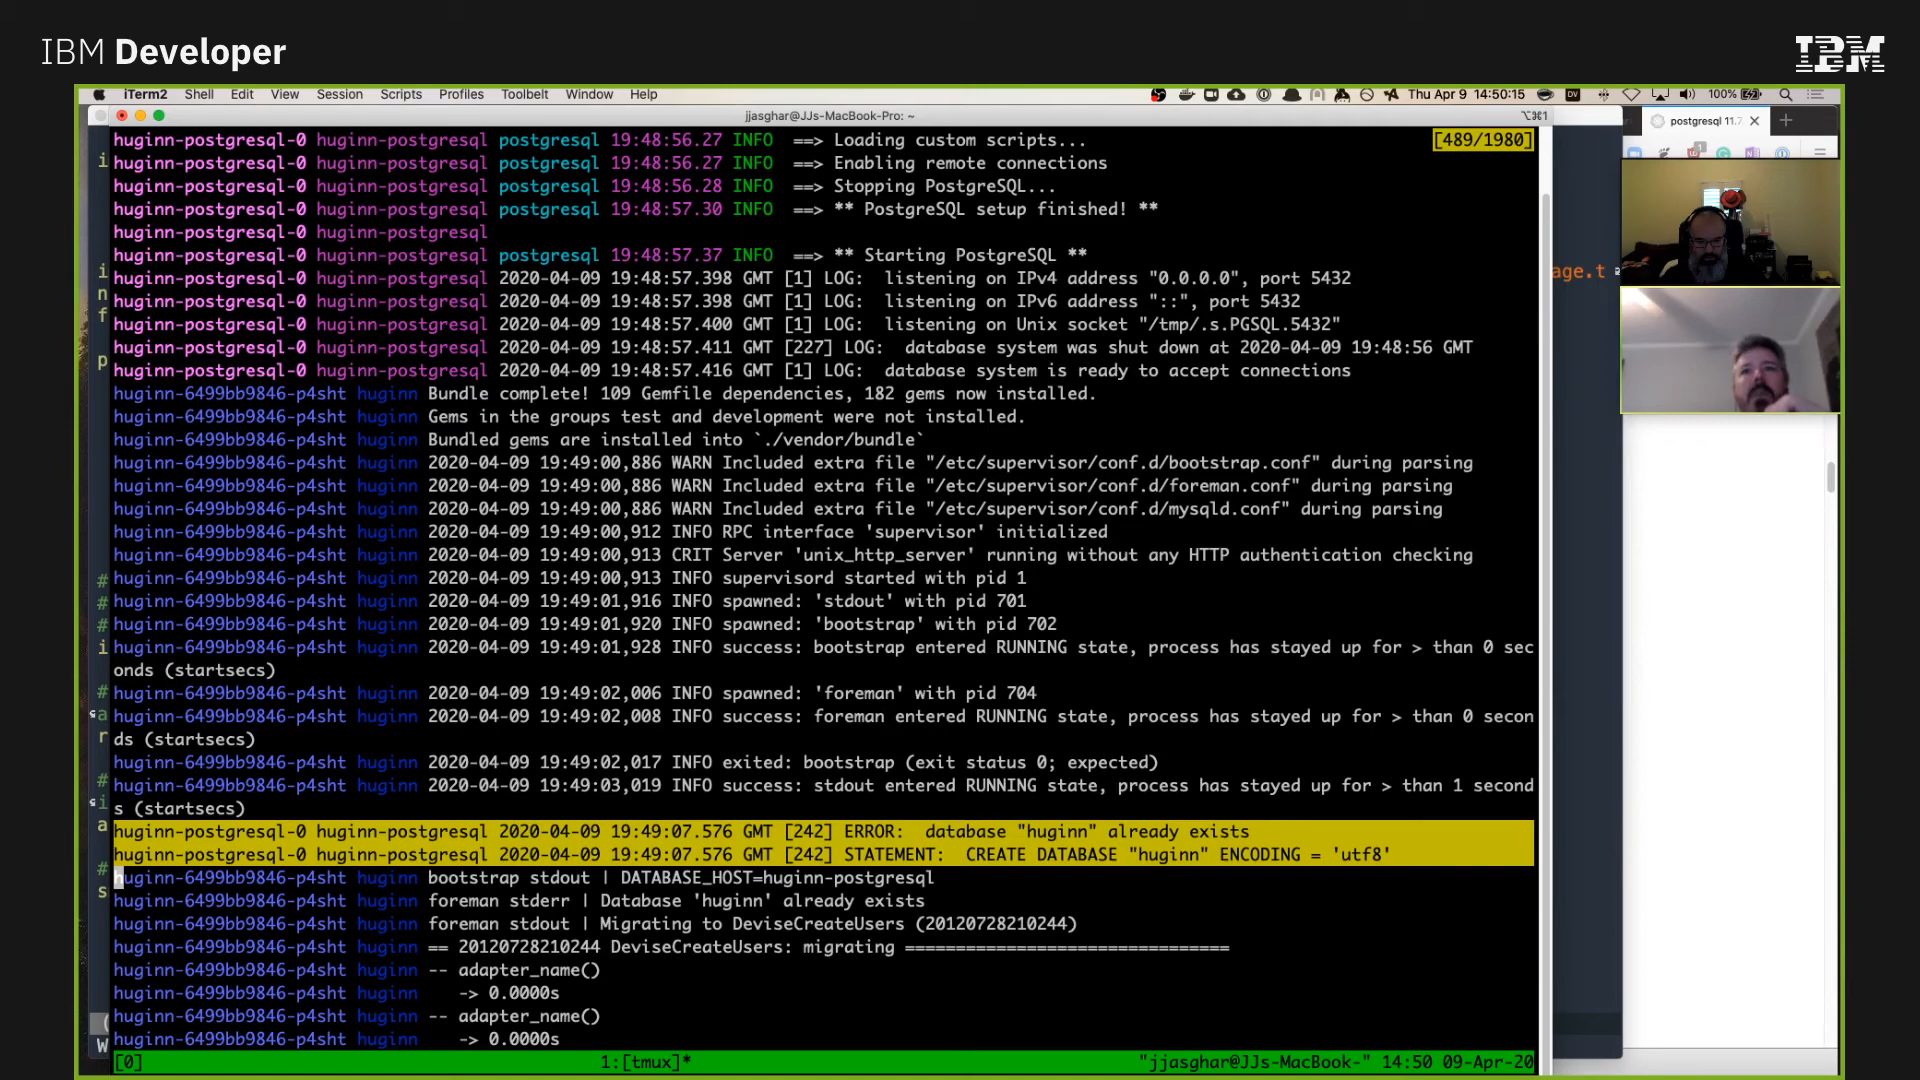 IBM Developer
IBM
iTerm2 Shell Edit View Session Scripts Profiles Toolbelt Window Help
100% Thu Apr 9 14:50:15
jjasghar@JJs-MacBook-Pro: ~
⌥⌘1
postgresql 11.7
huginn-postgresql-0 huginn-postgresql postgresql 19:48:56.27 INFO ==> Loading custom scripts... [489/1980]
huginn-postgresql-0 huginn-postgresql postgresql 19:48:56.27 INFO ==> Enabling remote connections
huginn-postgresql-0 huginn-postgresql postgresql 19:48:56.28 INFO ==> Stopping PostgreSQL...
huginn-postgresql-0 huginn-postgresql postgresql 19:48:57.30 INFO ==> ** PostgreSQL setup finished! **
huginn-postgresql-0 huginn-postgresql
huginn-postgresql-0 huginn-postgresql postgresql 19:48:57.37 INFO ==> ** Starting PostgreSQL **
huginn-postgresql-0 huginn-postgresql 2020-04-09 19:48:57.398 GMT [1] LOG: listening on IPv4 address "0.0.0.0", port 5432
huginn-postgresql-0 huginn-postgresql 2020-04-09 19:48:57.398 GMT [1] LOG: listening on IPv6 address "::", port 5432
huginn-postgresql-0 huginn-postgresql 2020-04-09 19:48:57.400 GMT [1] LOG: listening on Unix socket "/tmp/.s.PGSQL.5432"
huginn-postgresql-0 huginn-postgresql 2020-04-09 19:48:57.411 GMT [227] LOG: database system was shut down at 2020-04-09 19:48:56 GMT
huginn-postgresql-0 huginn-postgresql 2020-04-09 19:48:57.416 GMT [1] LOG: database system is ready to accept connections
huginn-6499bb9846-p4sht huginn Bundle complete! 109 Gemfile dependencies, 182 gems now installed.
huginn-6499bb9846-p4sht huginn Gems in the groups test and development were not installed.
huginn-6499bb9846-p4sht huginn Bundled gems are installed into `./vendor/bundle`
huginn-6499bb9846-p4sht huginn 2020-04-09 19:49:00,886 WARN Included extra file "/etc/supervisor/conf.d/bootstrap.conf" during parsing
huginn-6499bb9846-p4sht huginn 2020-04-09 19:49:00,886 WARN Included extra file "/etc/supervisor/conf.d/foreman.conf" during parsing
huginn-6499bb9846-p4sht huginn 2020-04-09 19:49:00,886 WARN Included extra file "/etc/supervisor/conf.d/mysqld.conf" during parsing
huginn-6499bb9846-p4sht huginn 2020-04-09 19:49:00,912 INFO RPC interface 'supervisor' initialized
huginn-6499bb9846-p4sht huginn 2020-04-09 19:49:00,913 CRIT Server 'unix_http_server' running without any HTTP authentication checking
huginn-6499bb9846-p4sht huginn 2020-04-09 19:49:00,913 INFO supervisord started with pid 1
huginn-6499bb9846-p4sht huginn 2020-04-09 19:49:01,916 INFO spawned: 'stdout' with pid 701
huginn-6499bb9846-p4sht huginn 2020-04-09 19:49:01,920 INFO spawned: 'bootstrap' with pid 702
huginn-6499bb9846-p4sht huginn 2020-04-09 19:49:01,928 INFO success: bootstrap entered RUNNING state, process has stayed up for > than 0 sec
onds (startsecs)
huginn-6499bb9846-p4sht huginn 2020-04-09 19:49:02,006 INFO spawned: 'foreman' with pid 704
huginn-6499bb9846-p4sht huginn 2020-04-09 19:49:02,008 INFO success: foreman entered RUNNING state, process has stayed up for > than 0 secon
ds (startsecs)
huginn-6499bb9846-p4sht huginn 2020-04-09 19:49:02,017 INFO exited: bootstrap (exit status 0; expected)
huginn-6499bb9846-p4sht huginn 2020-04-09 19:49:03,019 INFO success: stdout entered RUNNING state, process has stayed up for > than 1 second
s (startsecs)
huginn-postgresql-0 huginn-postgresql 2020-04-09 19:49:07.576 GMT [242] ERROR: database "huginn" already exists
huginn-postgresql-0 huginn-postgresql 2020-04-09 19:49:07.576 GMT [242] STATEMENT: CREATE DATABASE "huginn" ENCODING = 'utf8'
huginn-6499bb9846-p4sht huginn bootstrap stdout | DATABASE_HOST=huginn-postgresql
huginn-6499bb9846-p4sht huginn foreman stderr | Database 'huginn' already exists
huginn-6499bb9846-p4sht huginn foreman stdout | Migrating to DeviseCreateUsers (20120728210244)
huginn-6499bb9846-p4sht huginn == 20120728210244 DeviseCreateUsers: migrating ================================
huginn-6499bb9846-p4sht huginn -- adapter_name()
huginn-6499bb9846-p4sht huginn -> 0.0000s
huginn-6499bb9846-p4sht huginn -- adapter_name()
huginn-6499bb9846-p4sht huginn -> 0.0000s
[0] 1:[tmux]* "jjasghar@JJs-MacBook-" 14:50 09-Apr-20
age.t